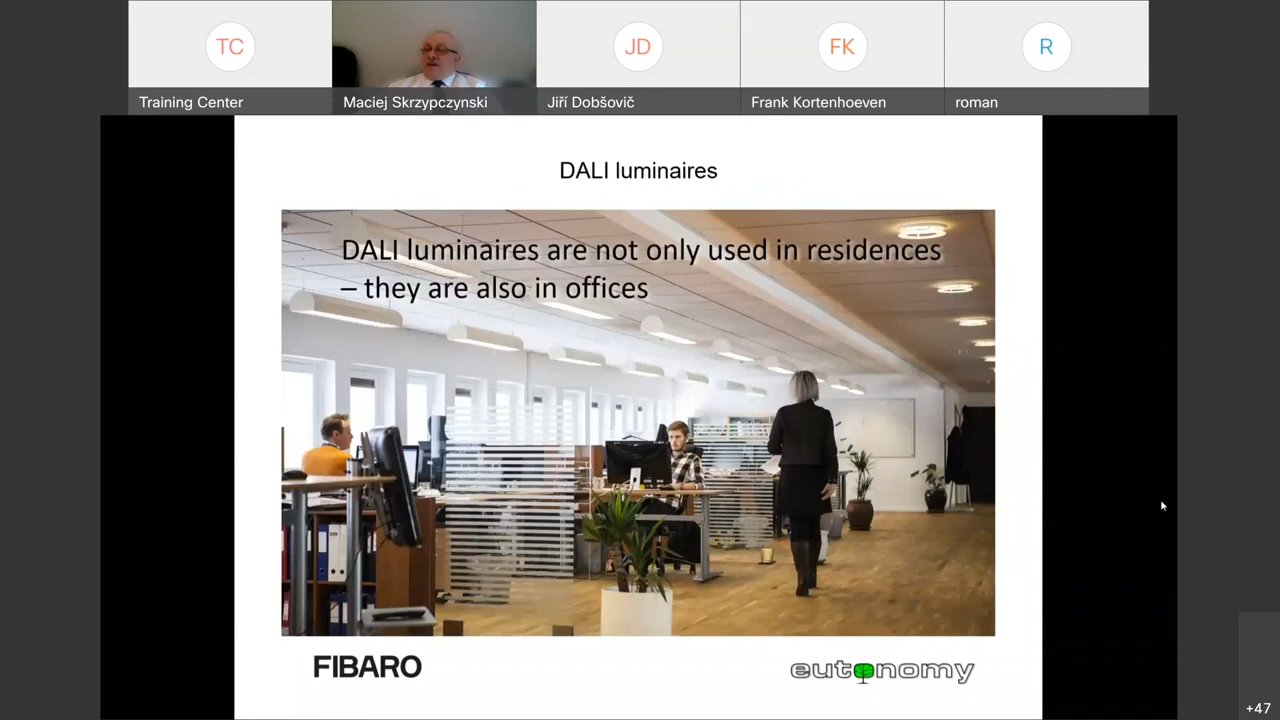 TC
JD
FK
R
Training Center
Maciej Skrzypczynski
Jiří Dobšovič
Frank Kortenhoeven
roman
DALI luminaires
DALI luminaires are not only used in residences
– they are also in offices
FIBARO
eutonomy
+47